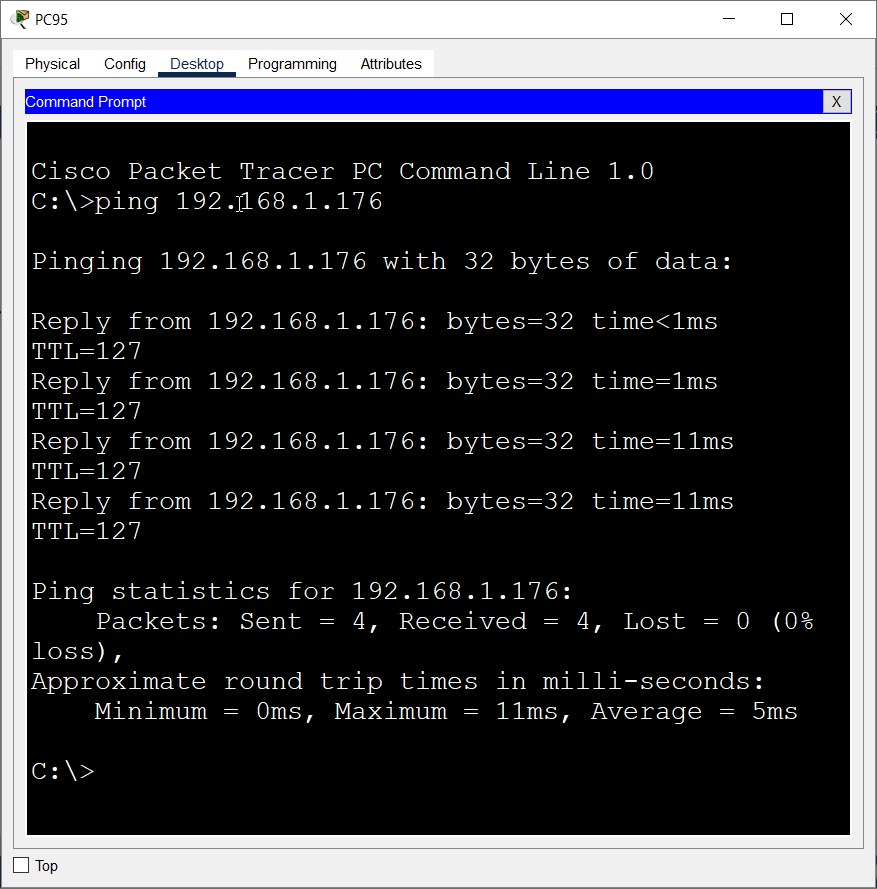 PC95
Physical Config Desktop Programming Attributes
Command Prompt X
Cisco Packet Tracer PC Command Line 1.0
C:\>ping 192.168.1.176
Pinging 192.168.1.176 with 32 bytes of data:
Reply from 192.168.1.176: bytes=32 time<1ms
TTL=127
Reply from 192.168.1.176: bytes=32 time=1ms
TTL=127
Reply from 192.168.1.176: bytes=32 time=11ms
TTL=127
Reply from 192.168.1.176: bytes=32 time=11ms
TTL=127
Ping statistics for 192.168.1.176:
Packets: Sent = 4, Received = 4, Lost = 0 (0%
loss),
Approximate round trip times in milli-seconds:
Minimum = 0ms, Maximum = 11ms, Average = 5ms
C:\>
Top